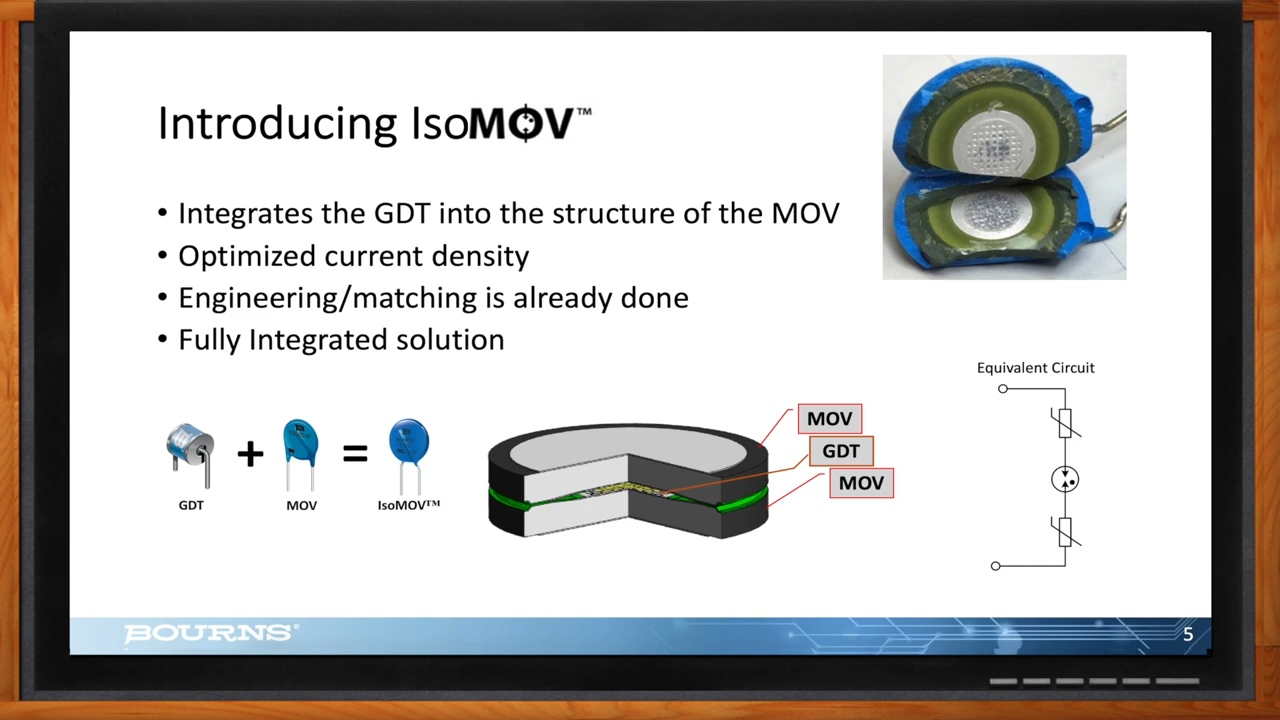 Introducing IsoMOV™
• Integrates the GDT into the structure of the MOV
• Optimized current density
• Engineering/matching is already done
• Fully Integrated solution
Equivalent Circuit
MOV
GDT
MOV
+
=
GDT
MOV
IsoMOV™
BOURNS®
5